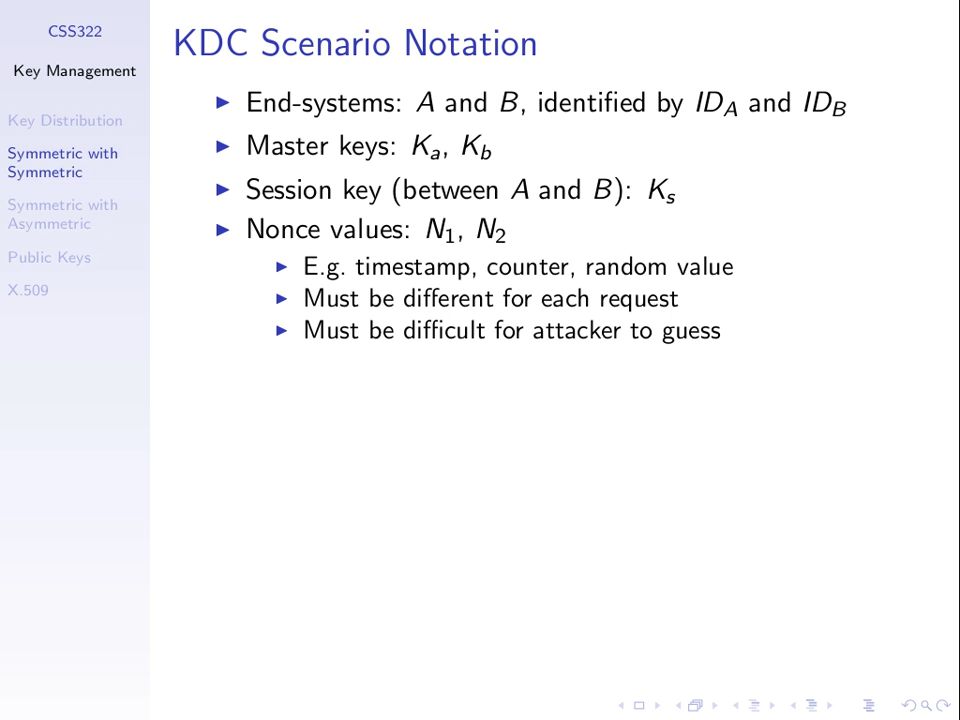 CSS322
Key Management
Key Distribution
Symmetric with
Symmetric
Symmetric with
Asymmetric
Public Keys
X.509
KDC Scenario Notation
End-systems: A and B, identified by ID_A and ID_B
Master keys: K_a, K_b
Session key (between A and B): K_s
Nonce values: N_1, N_2
E.g. timestamp, counter, random value
Must be different for each request
Must be difficult for attacker to guess